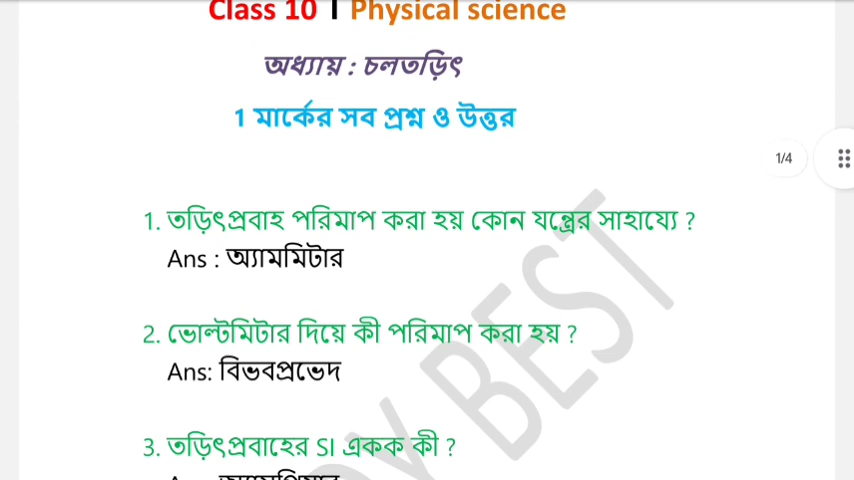 Class 10 | Physical science
অধ্যায় : চলতড়িৎ
1 মার্কের সব প্রশ্ন ও উত্তর
1/4
1. তড়িৎপ্রবাহ পরিমাপ করা হয় কোন যন্ত্রের সাহায্যে ?
Ans : অ্যামমিটার
2. ভোল্টমিটার দিয়ে কী পরিমাপ করা হয় ?
Ans: বিভবপ্রভেদ
3. তড়িৎপ্রবাহের SI একক কী ?
BEST